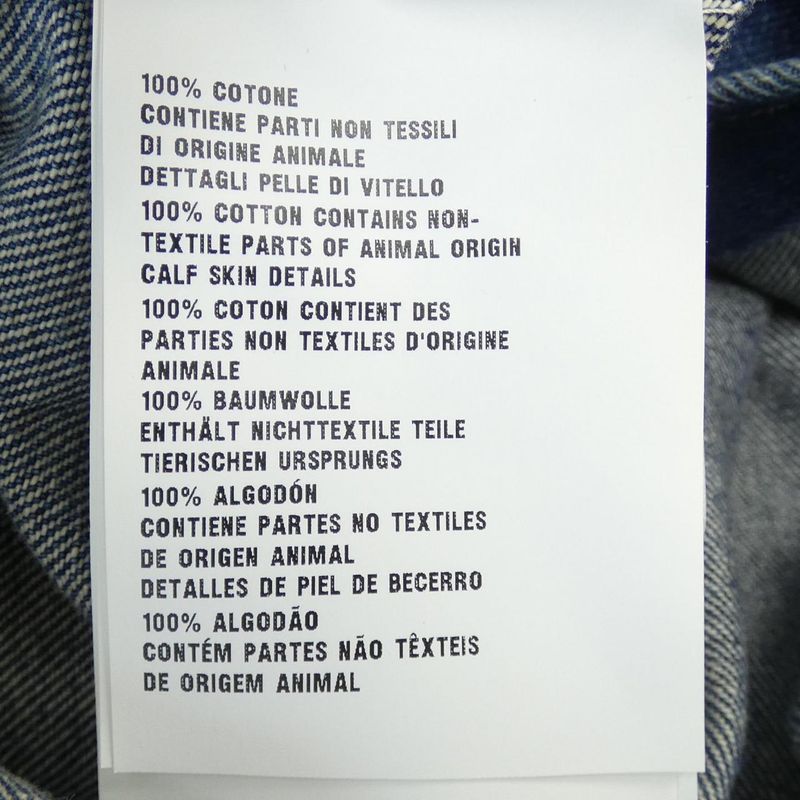 100% COTONE
CONTIENE PARTI NON TESSILI
DI ORIGINE ANIMALE
DETTAGLI PELLE DI VITELLO
100% COTTON CONTAINS NON-
TEXTILE PARTS OF ANIMAL ORIGIN
CALF SKIN DETAILS
100% COTON CONTIENT DES
PARTIES NON TEXTILES D'ORIGINE
ANIMALE
100% BAUMWOLLE
ENTHÄLT NICHTTEXTILE TEILE
TIERISCHEN URSPRUNGS
100% ALGODÓN
CONTIENE PARTES NO TEXTILES
DE ORIGEN ANIMAL
DETALLES DE PIEL DE BECERRO
100% ALGODÃO
CONTÉM PARTES NÃO TÊXTEIS
DE ORIGEM ANIMAL